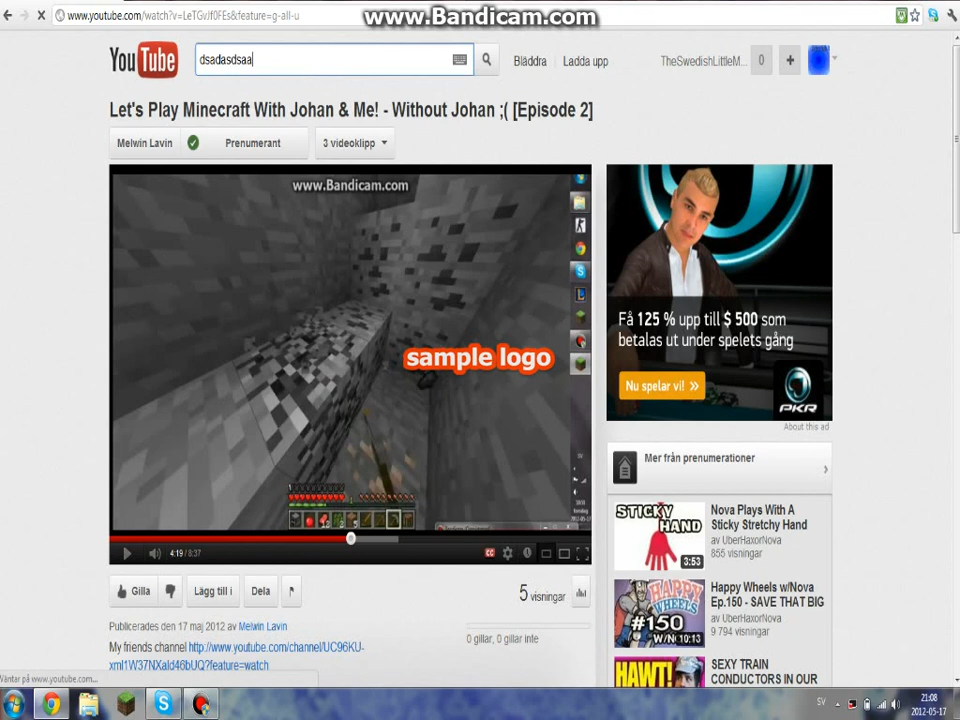 www.youtube.com/watch?v=LeTGvJf0FEs&feature=g-all-u
www.Bandicam.com
YouTube
dsadasdsaa
Bläddra
Ladda upp
TheSwedishLittleM...
0
+
Let's Play Minecraft With Johan & Me! - Without Johan ;( [Episode 2]
Melwin Lavin
Prenumerant
3 videoklipp
www.Bandicam.com
sample logo
SV
4:19 / 8:37
CC
Få 125 % upp till $ 500 som
betalas ut under spelets gång
Nu spelar vi! »
PKR
About this ad
Mer från prenumerationer
STICKY
HAND
3:53
Nova Plays With A
Sticky Stretchy Hand
av UberHaxorNova
855 visningar
HAPPY
WHEELS
#150
W/N
10:13
Happy Wheels w/Nova
Ep.150 - SAVE THAT BIG
av UberHaxorNova
9 794 visningar
HAWT!
SEXY TRAIN
CONDUCTORS IN OUR
Gilla
Lägg till i
Dela
5 visningar
Publicerades den 17 maj 2012 av Melwin Lavin
0 gillar, 0 gillar inte
My friends channel http://www.youtube.com/channel/UC96KU-
xml1W37NXald46bUQ?feature=watch
Väntar på www.youtube.com...
SV
21:08
2012-05-17